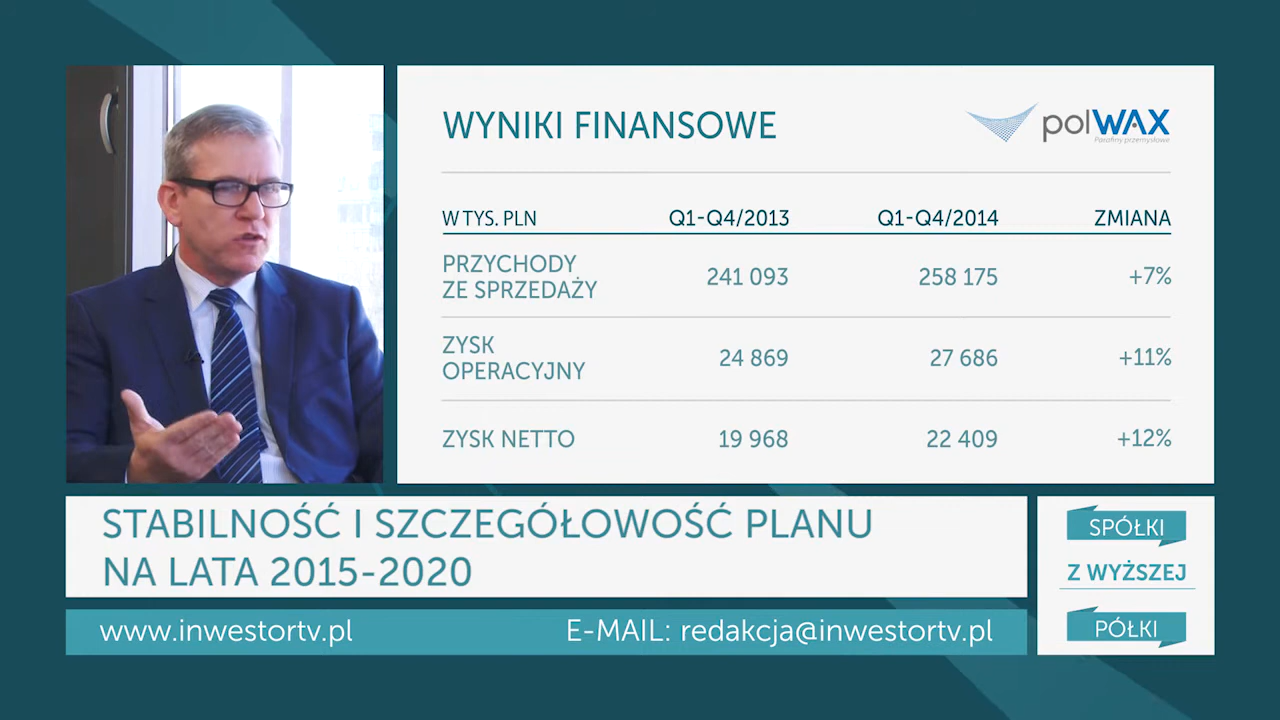 WYNIKI FINANSOWE
polWAX
Parafiny przemysłowe
W TYS. PLN Q1-Q4/2013 Q1-Q4/2014 ZMIANA
PRZYCHODY
ZE SPRZEDAŻY 241 093 258 175 +7%
ZYSK
OPERACYJNY 24 869 27 686 +11%
ZYSK NETTO 19 968 22 409 +12%
STABILNOŚĆ I SZCZEGÓŁOWOŚĆ PLANU
NA LATA 2015-2020
SPÓŁKI
Z WYŻSZEJ
PÓŁKI
www.inwestortv.pl E-MAIL: redakcja@inwestortv.pl